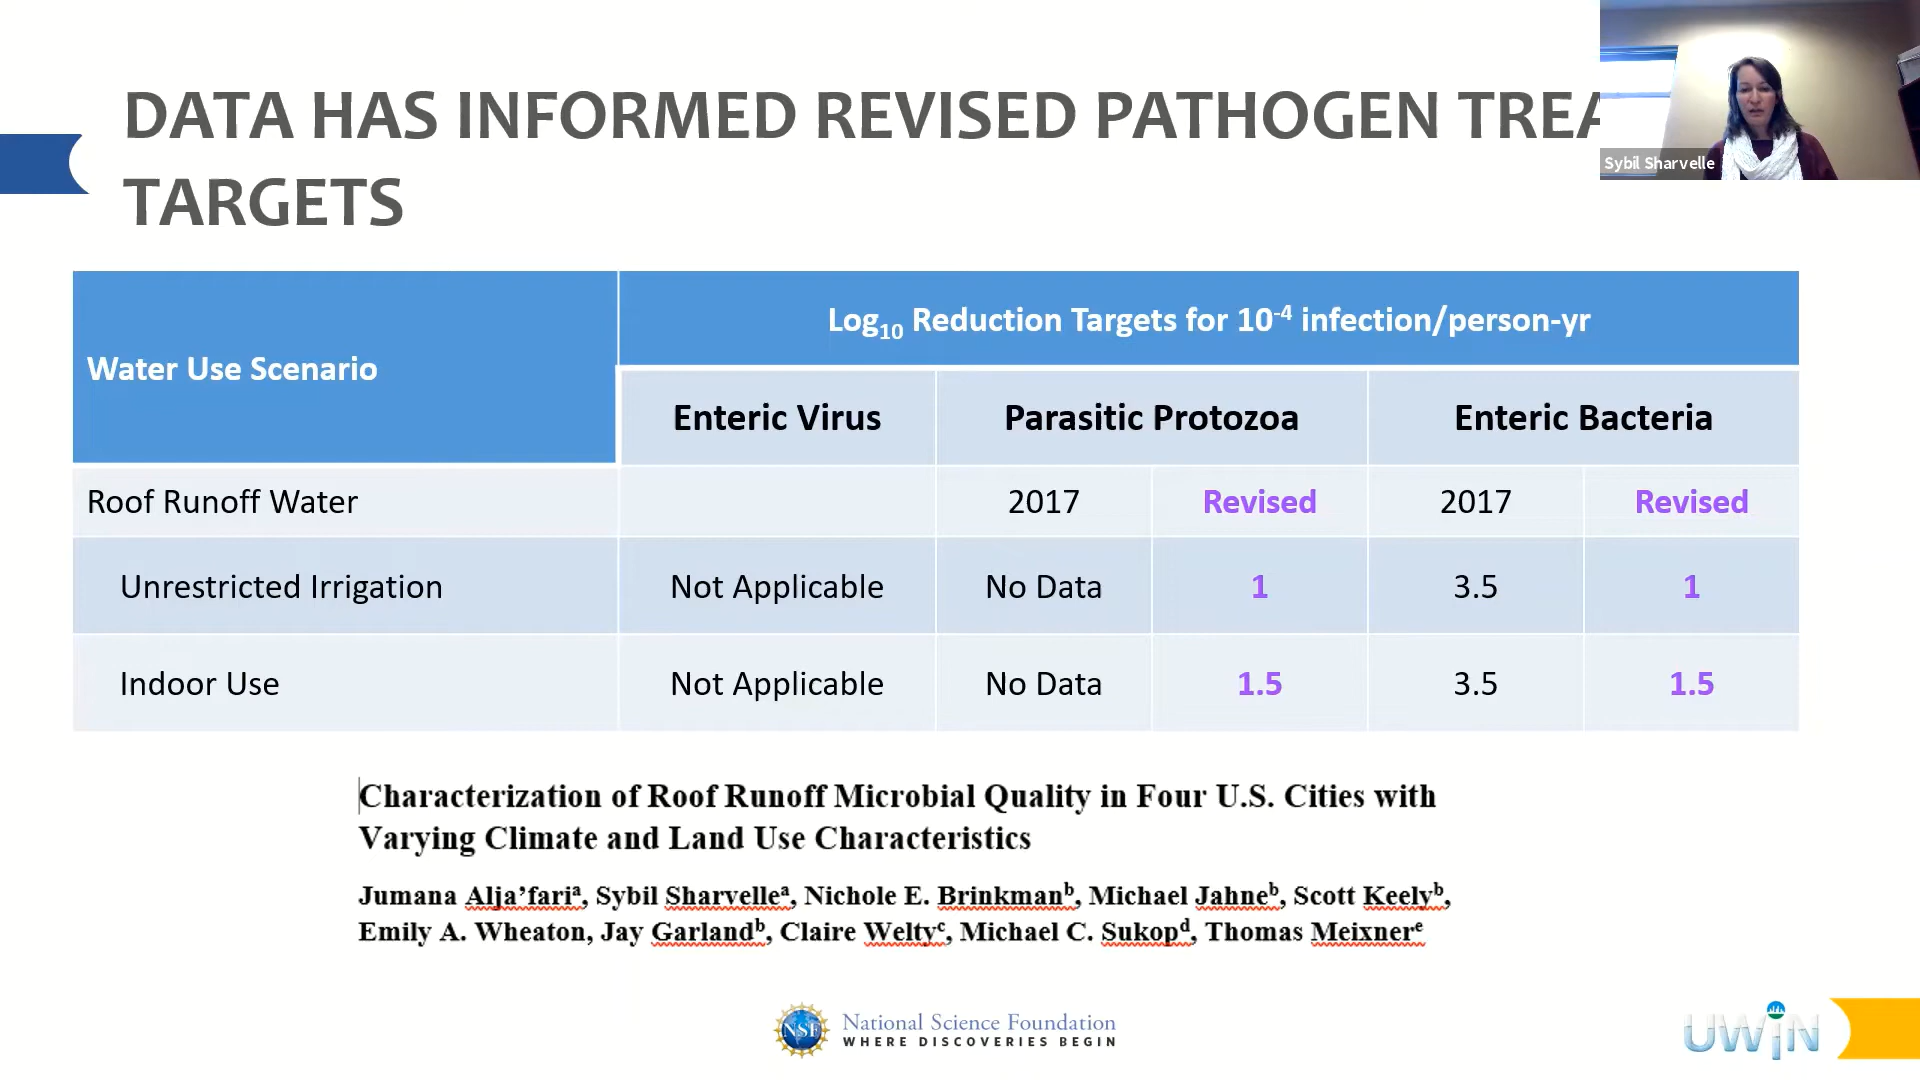 DATA HAS INFORMED REVISED PATHOGEN TREA
TARGETS
Sybil Sharvelle
Water Use Scenario
Log10 Reduction Targets for 10-4 infection/person-yr
Enteric Virus Parasitic Protozoa Enteric Bacteria
Roof Runoff Water 2017 Revised 2017 Revised
Unrestricted Irrigation Not Applicable No Data 1 3.5 1
Indoor Use Not Applicable No Data 1.5 3.5 1.5
Characterization of Roof Runoff Microbial Quality in Four U.S. Cities with
Varying Climate and Land Use Characteristics
Jumana Alja’fariᵃ, Sybil Sharvelleᵃ, Nichole E. Brinkmanᵇ, Michael Jahneᵇ, Scott Keelyᵇ,
Emily A. Wheaton, Jay Garlandᵇ, Claire Weltyᶜ, Michael C. Sukopᵈ, Thomas Meixnerᵉ
NSF
National Science Foundation
WHERE DISCOVERIES BEGIN
UWiN